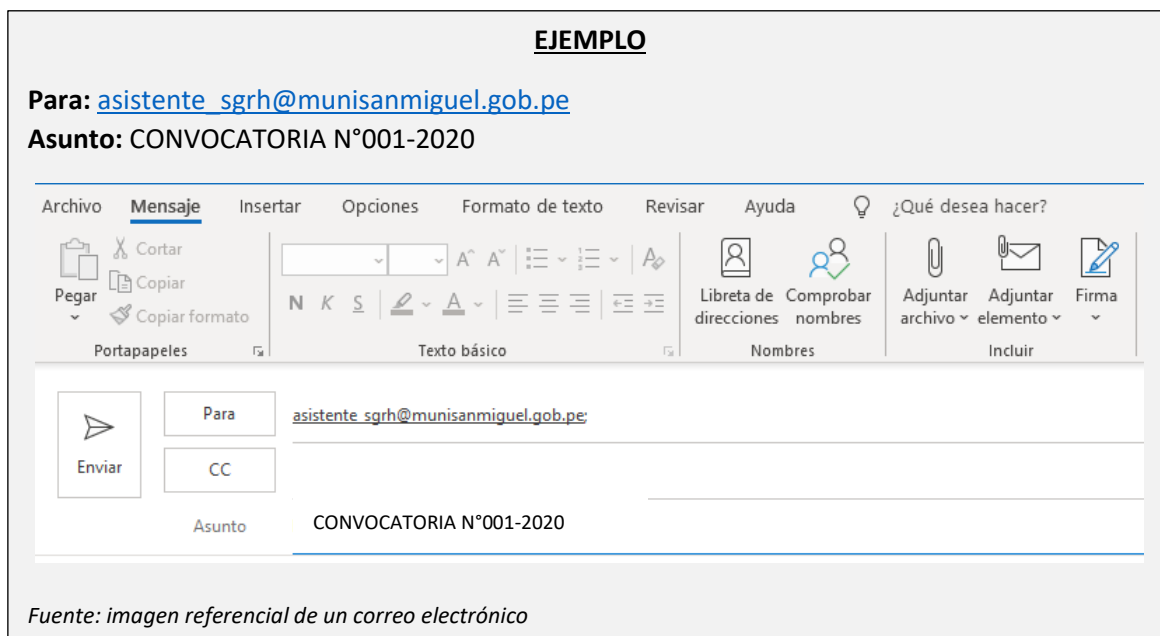 EJEMPLO
Para: asistente_sgrh@munisanmiguel.gob.pe
Asunto: CONVOCATORIA N°001-2020
Archivo Mensaje Insertar Opciones Formato de texto Revisar Ayuda ¿Qué desea hacer?
Pegar
Cortar
Copiar
Copiar formato
Portapapeles
N K S A
Texto básico
Libreta de direcciones
Comprobar nombres
Nombres
Adjuntar archivo
Adjuntar elemento
Firma
Incluir
Enviar
Para asistente_sgrh@munisanmiguel.gob.pe;
CC
Asunto CONVOCATORIA N°001-2020
Fuente: imagen referencial de un correo electrónico